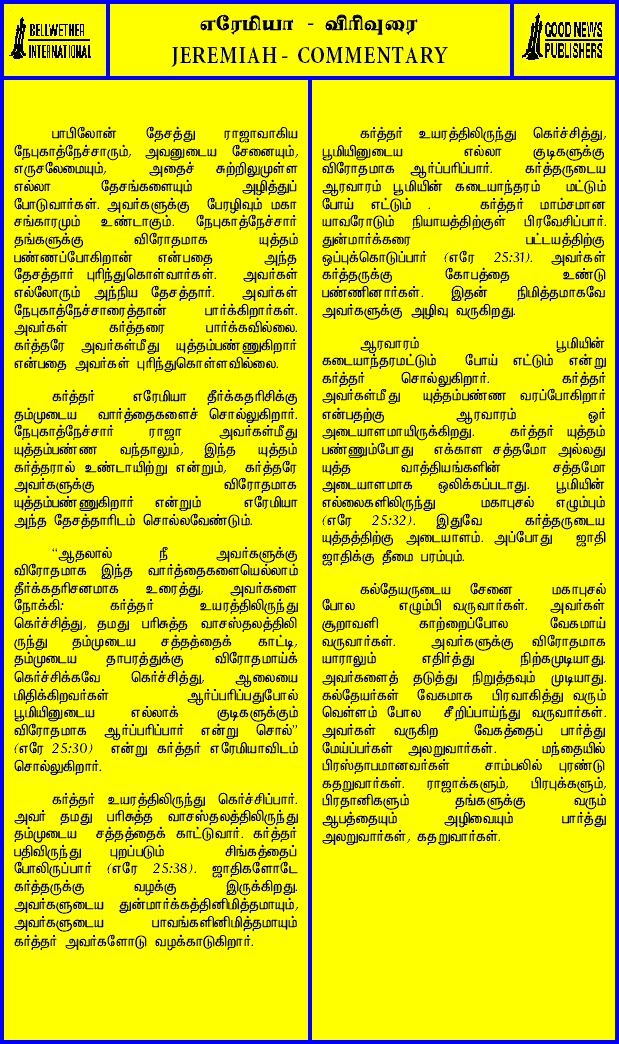 BELLWETHER
INTERNATIONAL
எரேமியா - விரிவுரை
JEREMIAH - COMMENTARY
GOOD NEWS
PUBLISHERS
பாபிலோன் தேசத்து ராஜாவாகிய
நேபுகாத்நேச்சாரும், அவனுடைய சேனையும்,
எருசலேமையும், அதைச் சுற்றிலுமுள்ள
எல்லா தேசங்களையும் அழித்துப்
போடுவார்கள். அவர்களுக்கு பேரழிவும் மகா
சங்காரமும் உண்டாகும். நேபுகாத்நேச்சார்
தங்களுக்கு விரோதமாக யுத்தம்
பண்ணப்போகிறான் என்பதை அந்த
தேசத்தார் புரிந்துகொள்வார்கள். அவர்கள்
எல்லோரும் அந்நிய தேசத்தார். அவர்கள்
நேபுகாத்நேச்சாரைத்தான் பார்க்கிறார்கள்.
அவர்கள் கர்த்தரை பார்க்கவில்லை.
கர்த்தரே அவர்கள்மீது யுத்தம்பண்ணுகிறார்
என்பதை அவர்கள் புரிந்துகொள்ளவில்லை.
கர்த்தர் எரேமியா தீர்க்கதரிசிக்கு
தம்முடைய வார்த்தைகளைச் சொல்லுகிறார்.
நேபுகாத்நேச்சார் ராஜா அவர்கள்மீது
யுத்தம்பண்ண வந்தாலும், இந்த யுத்தம்
கர்த்தரால் உண்டாயிற்று என்றும், கர்த்தரே
அவர்களுக்கு விரோதமாக
யுத்தம்பண்ணுகிறார் என்றும் எரேமியா
அந்த தேசத்தாரிடம் சொல்லவேண்டும்.
“ஆதலால் நீ அவர்களுக்கு
விரோதமாக இந்த வார்த்தைகளையெல்லாம்
தீர்க்கதரிசனமாக உரைத்து, அவர்களை
நோக்கி: கர்த்தர் உயரத்திலிருந்து
கெர்ச்சித்து, தமது பரிசுத்த வாசஸ்தலத்திலி
ருந்து தம்முடைய சத்தத்தைக் காட்டி,
தம்முடைய தாபரத்துக்கு விரோதமாய்க்
கெர்ச்சிக்கவே கெர்ச்சித்து, ஆலையை
மிதிக்கிறவர்கள் ஆர்ப்பரிப்பதுபோல்
பூமியினுடைய எல்லாக் குடிகளுக்கும்
விரோதமாக ஆர்ப்பரிப்பார் என்று சொல்”
(எரே 25:30) என்று கர்த்தர் எரேமியாவிடம்
சொல்லுகிறார்.
கர்த்தர் உயரத்திலிருந்து கெர்ச்சிப்பார்.
அவர் தமது பரிசுத்த வாசஸ்தலத்திலிருந்து
தம்முடைய சத்தத்தைக் காட்டுவார். கர்த்தர்
பதிவிருந்து புறப்படும் சிங்கத்தைப்
போலிருப்பார் (எரே 25:38). ஜாதிகளோடே
கர்த்தருக்கு வழக்கு இருக்கிறது.
அவர்களுடைய துன்மார்க்கத்தினிமித்தமாயும்,
அவர்களுடைய பாவங்களினிமித்தமாயும்
கர்த்தர் அவர்களோடு வழக்காடுகிறார்.
கர்த்தர் உயரத்திலிருந்து கெர்ச்சித்து,
பூமியினுடைய எல்லா குடிகளுக்கு
விரோதமாக ஆர்ப்பரிப்பார். கர்த்தருடைய
ஆரவாரம் பூமியின் கடையாந்தரம் மட்டும்
போய் எட்டும் . கர்த்தர் மாம்சமான
யாவரோடும் நியாயத்திற்குள் பிரவேசிப்பார்.
துன்மார்க்கரை பட்டயத்திற்கு
ஒப்புக்கொடுப்பார் (எரே 25:31). அவர்கள்
கர்த்தருக்கு கோபத்தை உண்டு
பண்ணினார்கள். இதன் நிமித்தமாகவே
அவர்களுக்கு அழிவு வருகிறது.
ஆரவாரம் பூமியின்
கடையாந்தரமட்டும் போய் எட்டும் என்று
கர்த்தர் சொல்லுகிறார். கர்த்தர்
அவர்கள்மீது யுத்தம்பண்ண வரப்போகிறார்
என்பதற்கு ஆரவாரம் ஓர்
அடையாளமாயிருக்கிறது. கர்த்தர் யுத்தம்
பண்ணும்போது எக்காள சத்தமோ அல்லது
யுத்த வாத்தியங்களின் சத்தமோ
அடையாளமாக ஒலிக்கப்படாது. பூமியின்
எல்லைகளிலிருந்து மகாபுசல் எழும்பும்
(எரே 25:32). இதுவே கர்த்தருடைய
யுத்தத்திற்கு அடையாளம். அப்போது ஜாதி
ஜாதிக்கு தீமை பரம்பும்.
கல்தேயருடைய சேனை மகாபுசல்
போல எழும்பி வருவார்கள். அவர்கள்
சூறாவளி காற்றைப்போல வேகமாய்
வருவார்கள். அவர்களுக்கு விரோதமாக
யாராலும் எதிர்த்து நிற்கமுடியாது.
அவர்களைத் தடுத்து நிறுத்தவும் முடியாது.
கல்தேயர்கள் வேகமாக பிரவாகித்து வரும்
வெள்ளம் போல சீறிப்பாய்ந்து வருவார்கள்.
அவர்கள் வருகிற வேகத்தைப் பார்த்து
மேய்ப்பர்கள் அலறுவார்கள். மந்தையில்
பிரஸ்தாபமானவர்கள் சாம்பலில் புரண்டு
கதறுவார்கள். ராஜாக்களும், பிரபுக்களும்,
பிரதானிகளும் தங்களுக்கு வரும்
ஆபத்தையும் அழிவையும் பார்த்து
அலறுவார்கள், கதறுவார்கள்.